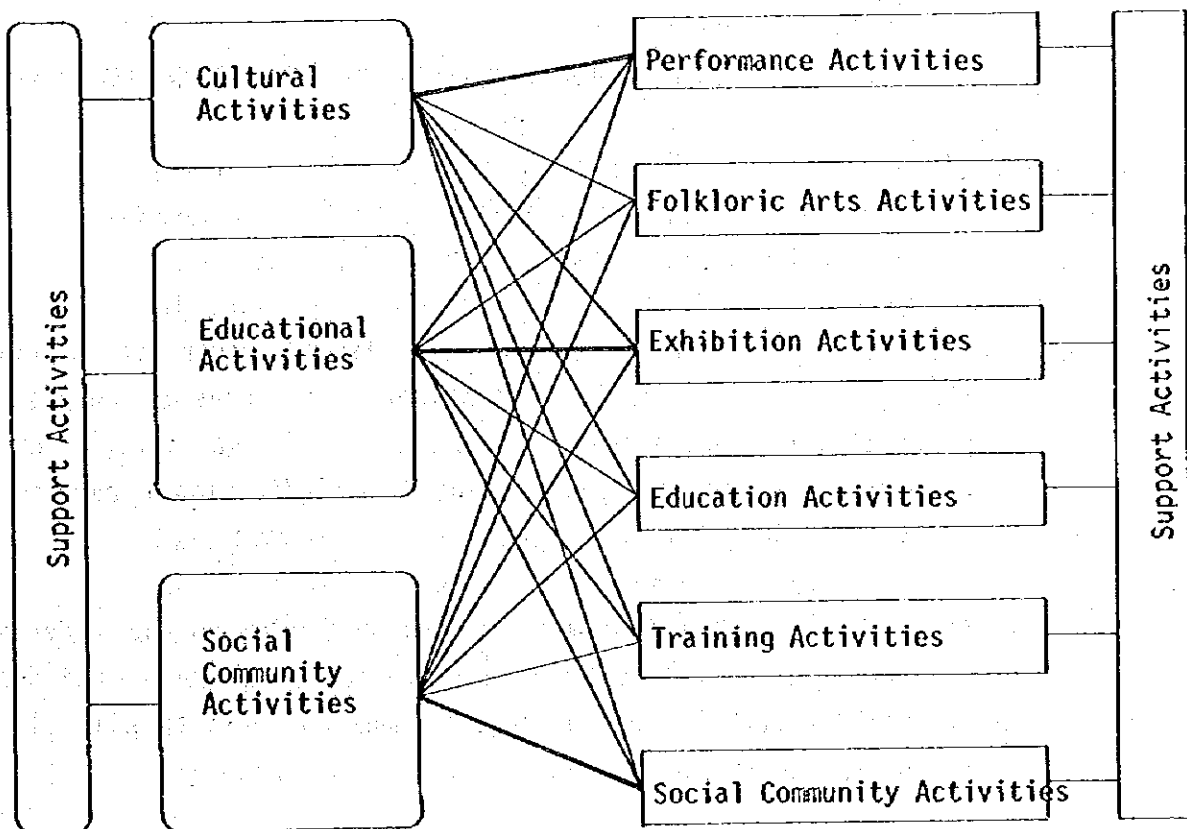 Support Activities
Cultural
Activities
Educational
Activities
Social
Community
Activities
Performance Activities
Folkloric Arts Activities
Exhibition Activities
Education Activities
Training Activities
Social Community Activities
Support Activities